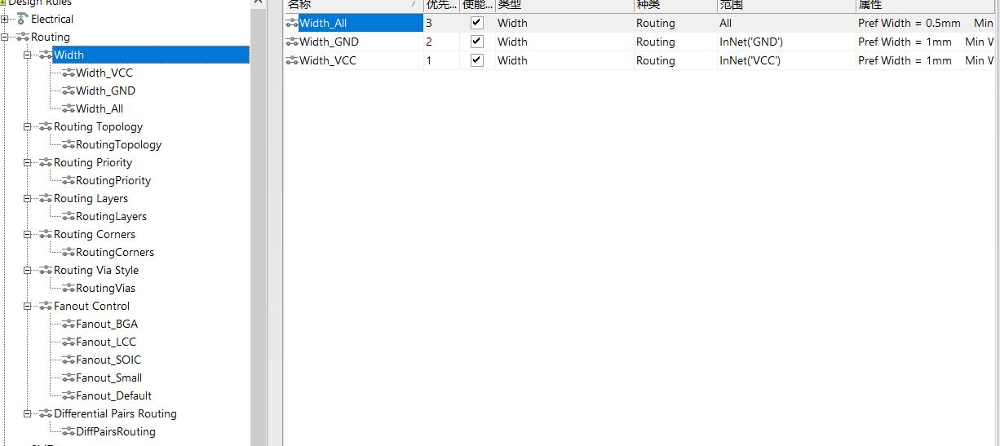 Design Rules
Electrical
Routing
Width
Width_VCC
Width_GND
Width_All
Routing Topology
RoutingTopology
Routing Priority
RoutingPriority
Routing Layers
RoutingLayers
Routing Corners
RoutingCorners
Routing Via Style
RoutingVias
Fanout Control
Fanout_BGA
Fanout_LCC
Fanout_SOIC
Fanout_Small
Fanout_Default
Differential Pairs Routing
DiffPairsRouting
名称 优先... 使能... 类型 种类 范围 属性
Width_All 3 Width Routing All Pref Width = 0.5mm Min
Width_GND 2 Width Routing InNet('GND') Pref Width = 1mm Min W
Width_VCC 1 Width Routing InNet('VCC') Pref Width = 1mm Min W